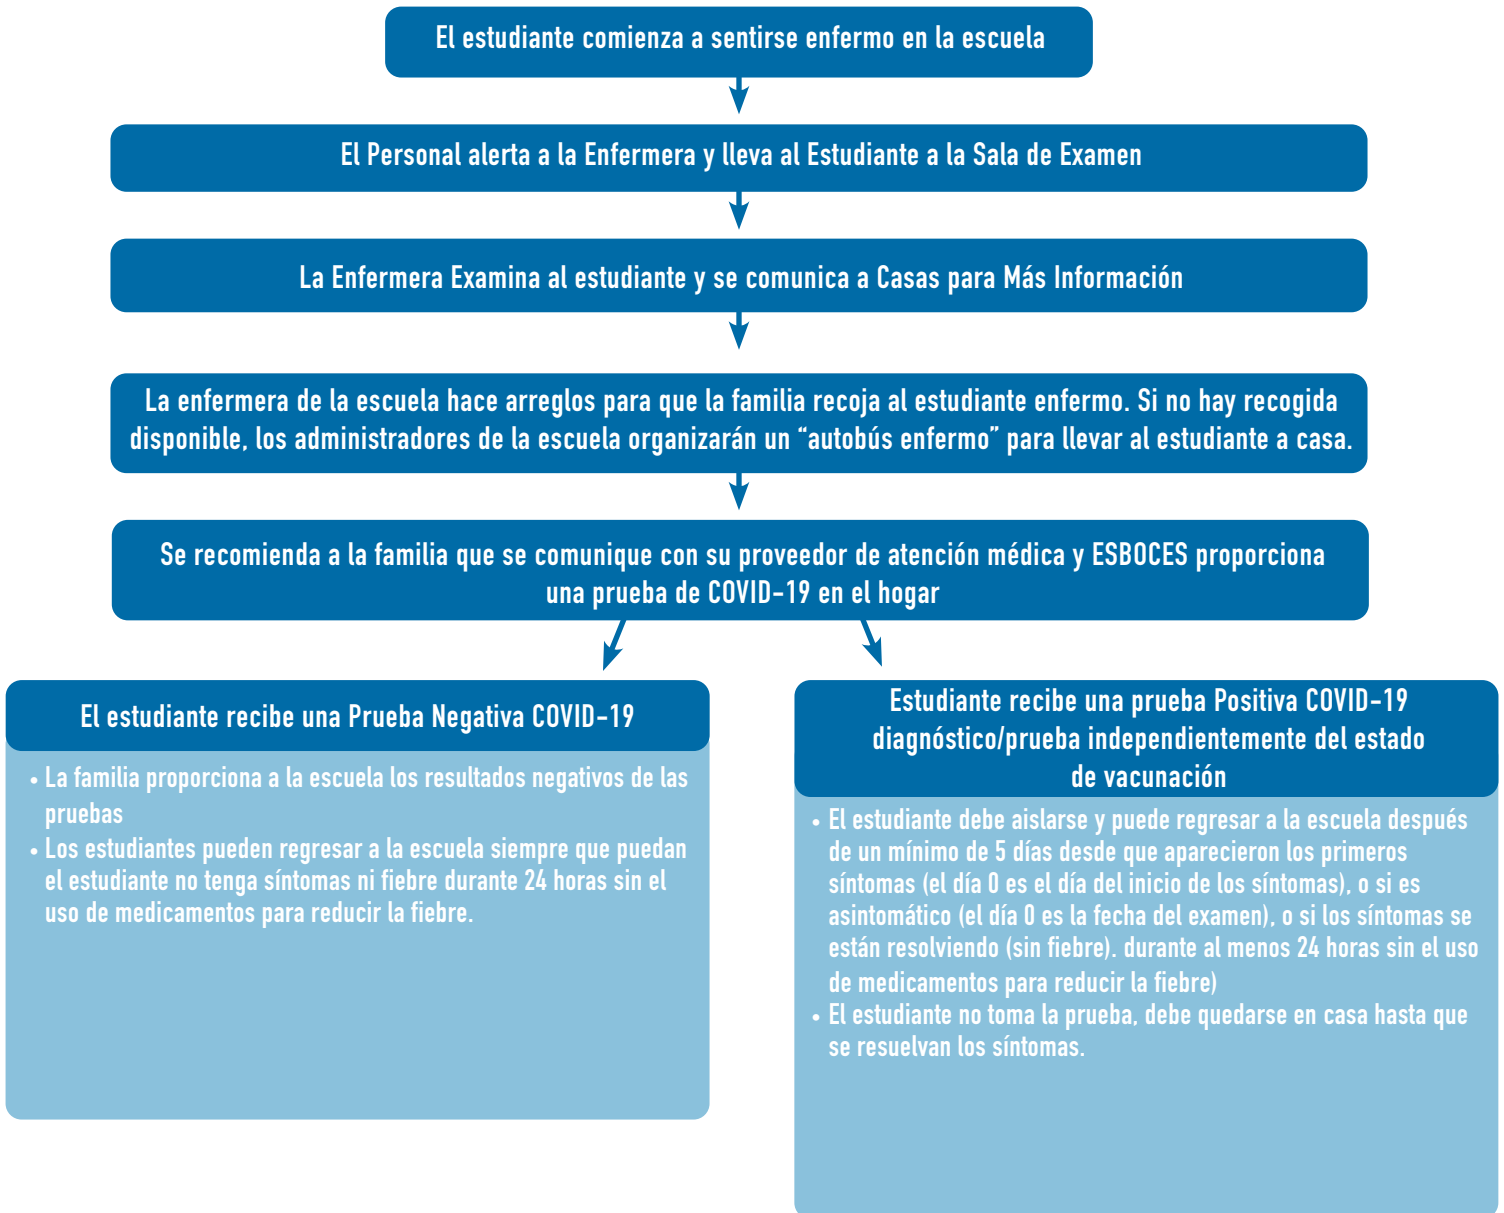 El estudiante comienza a sentirse enfermo en la escuela
El Personal alerta a la Enfermera y lleva al Estudiante a la Sala de Examen
La Enfermera Examina al estudiante y se comunica a Casas para Más Información
La enfermera de la escuela hace arreglos para que la familia recoja al estudiante enfermo. Si no hay recogida
disponible, los administradores de la escuela organizarán un “autobús enfermo” para llevar al estudiante a casa.
Se recomienda a la familia que se comunique con su proveedor de atención médica y ESBOCES proporciona
una prueba de COVID-19 en el hogar
El estudiante recibe una Prueba Negativa COVID-19
• La familia proporciona a la escuela los resultados negativos de las
pruebas
• Los estudiantes pueden regresar a la escuela siempre que puedan
el estudiante no tenga síntomas ni fiebre durante 24 horas sin el
uso de medicamentos para reducir la fiebre.
Estudiante recibe una prueba Positiva COVID-19
diagnóstico/prueba independientemente del estado
de vacunación
• El estudiante debe aislarse y puede regresar a la escuela después
de un mínimo de 5 días desde que aparecieron los primeros
síntomas (el día 0 es el día del inicio de los síntomas), o si es
asintomático (el día 0 es la fecha del examen), o si los síntomas se
están resolviendo (sin fiebre). durante al menos 24 horas sin el uso
de medicamentos para reducir la fiebre)
• El estudiante no toma la prueba, debe quedarse en casa hasta que
se resuelvan los síntomas.